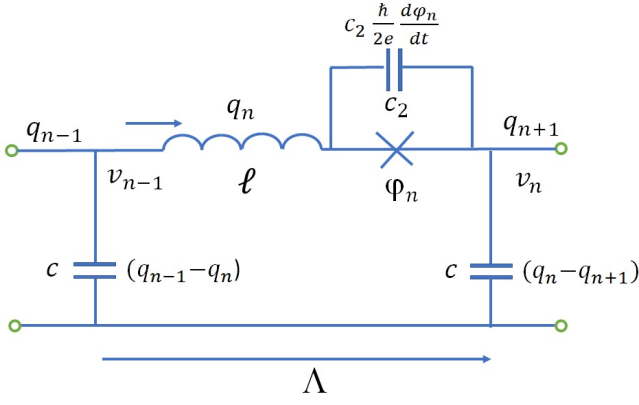 c₂ ℏ/2e dφₙ/dt
c₂
qₙ₋₁
qₙ
qₙ₊₁
vₙ₋₁
ℓ
φₙ
vₙ
c
(qₙ₋₁−qₙ)
c
(qₙ−qₙ₊₁)
Λ